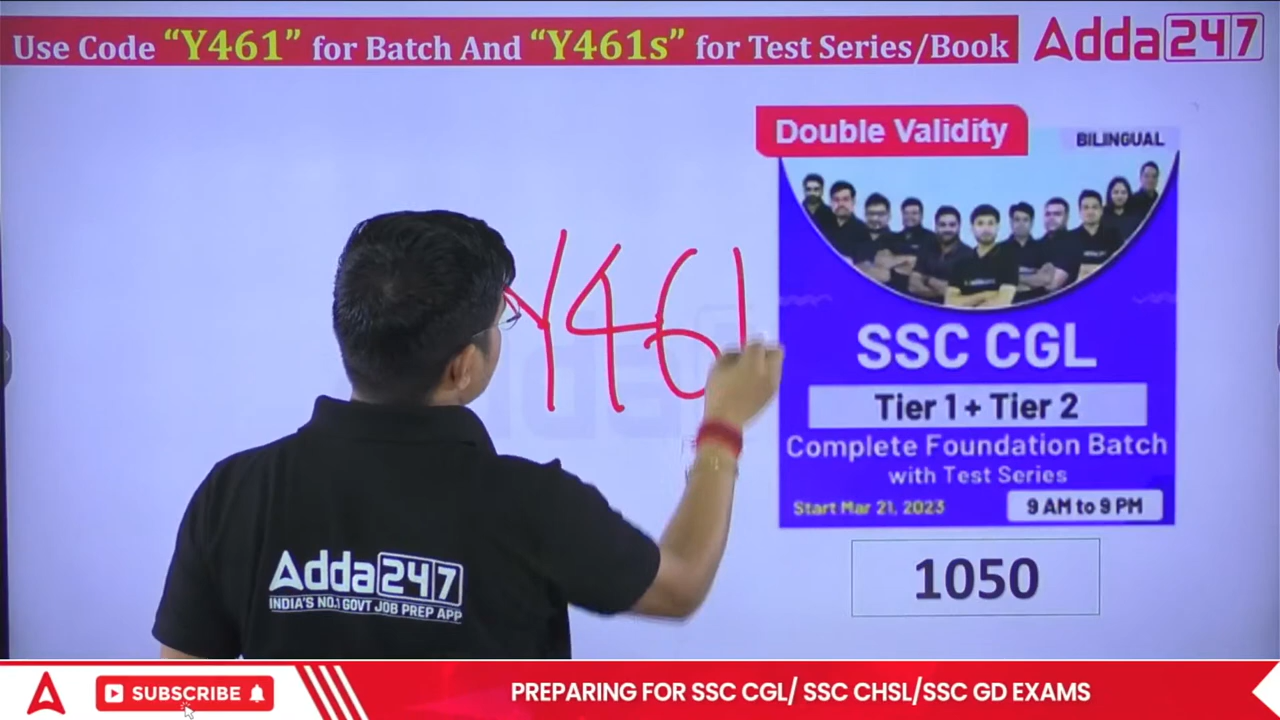 Use Code “Y461” for Batch And “Y461s” for Test Series/Book
Adda247
Double Validity
BILINGUAL
Y461
SSC CGL
Tier 1 + Tier 2
Complete Foundation Batch
with Test Series
Start Mar 21, 2023
9 AM to 9 PM
1050
Adda247
INDIA'S NO.1 GOVT JOB PREP APP
SUBSCRIBE
PREPARING FOR SSC CGL/ SSC CHSL/SSC GD EXAMS